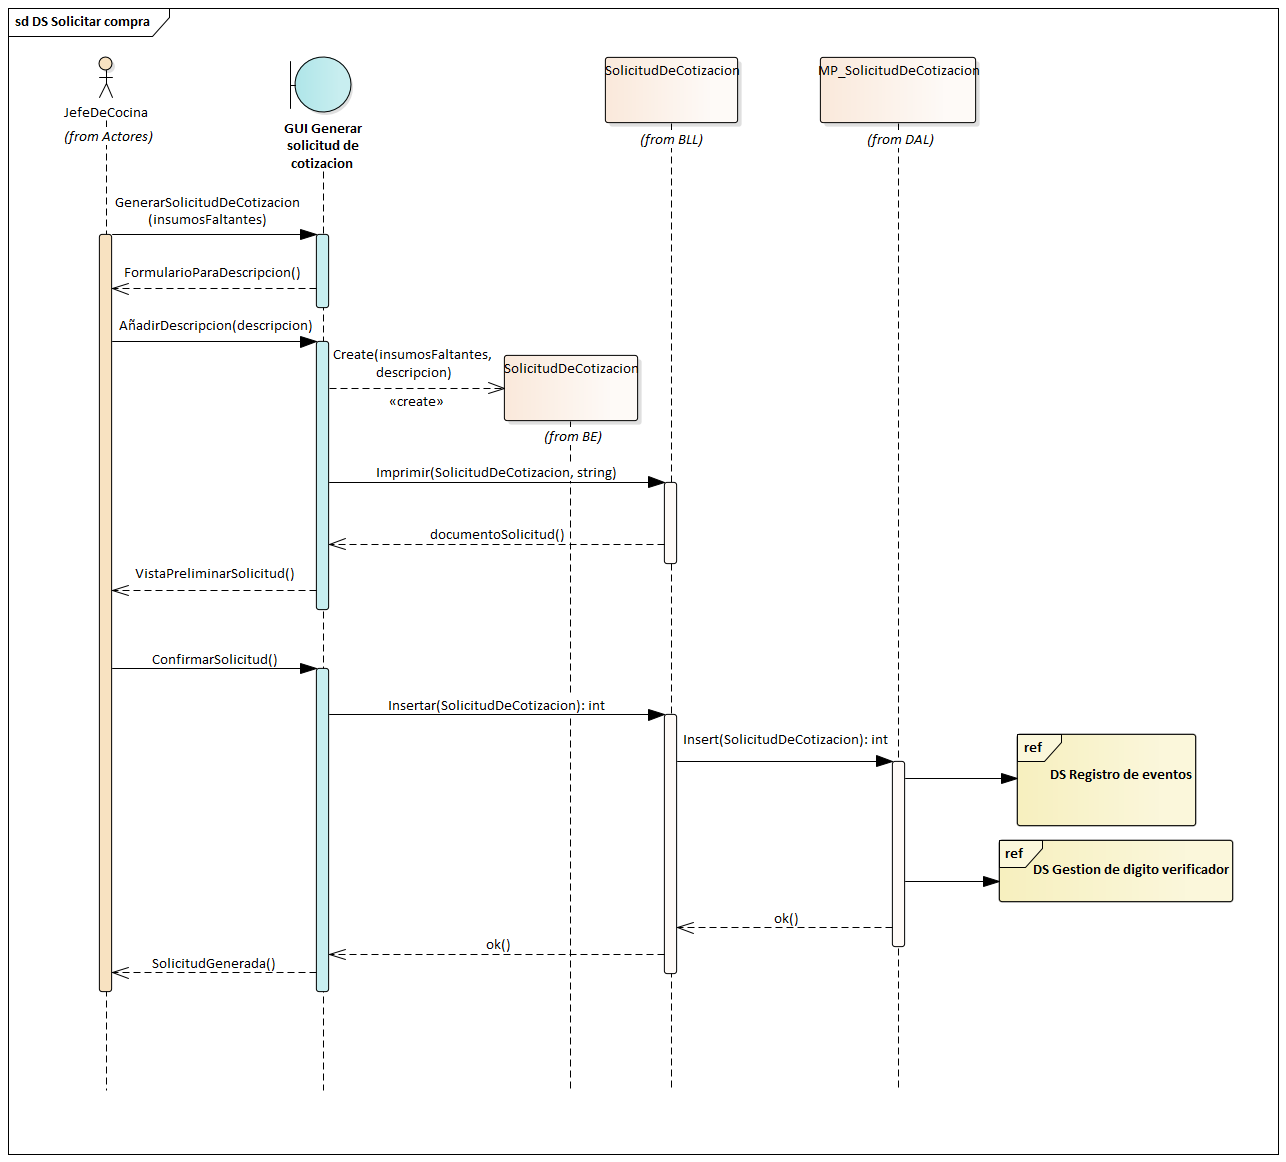 sd DS Solicitar compra
JefeDeCocina
(from Actores)
GUI Generar
solicitud de
cotizacion
SolicitudDeCotizacion
(from BLL)
MP_SolicitudDeCotizacion
(from DAL)
GenerarSolicitudDeCotizacion
(insumosFaltantes)
FormularioParaDescripcion()
AñadirDescripcion(descripcion)
Create(insumosFaltantes,
descripcion)
«create»
SolicitudDeCotizacion
(from BE)
Imprimir(SolicitudDeCotizacion, string)
documentoSolicitud()
VistaPreliminarSolicitud()
ConfirmarSolicitud()
Insertar(SolicitudDeCotizacion): int
Insert(SolicitudDeCotizacion): int
ref
DS Registro de eventos
ref
DS Gestion de digito verificador
ok()
ok()
SolicitudGenerada()